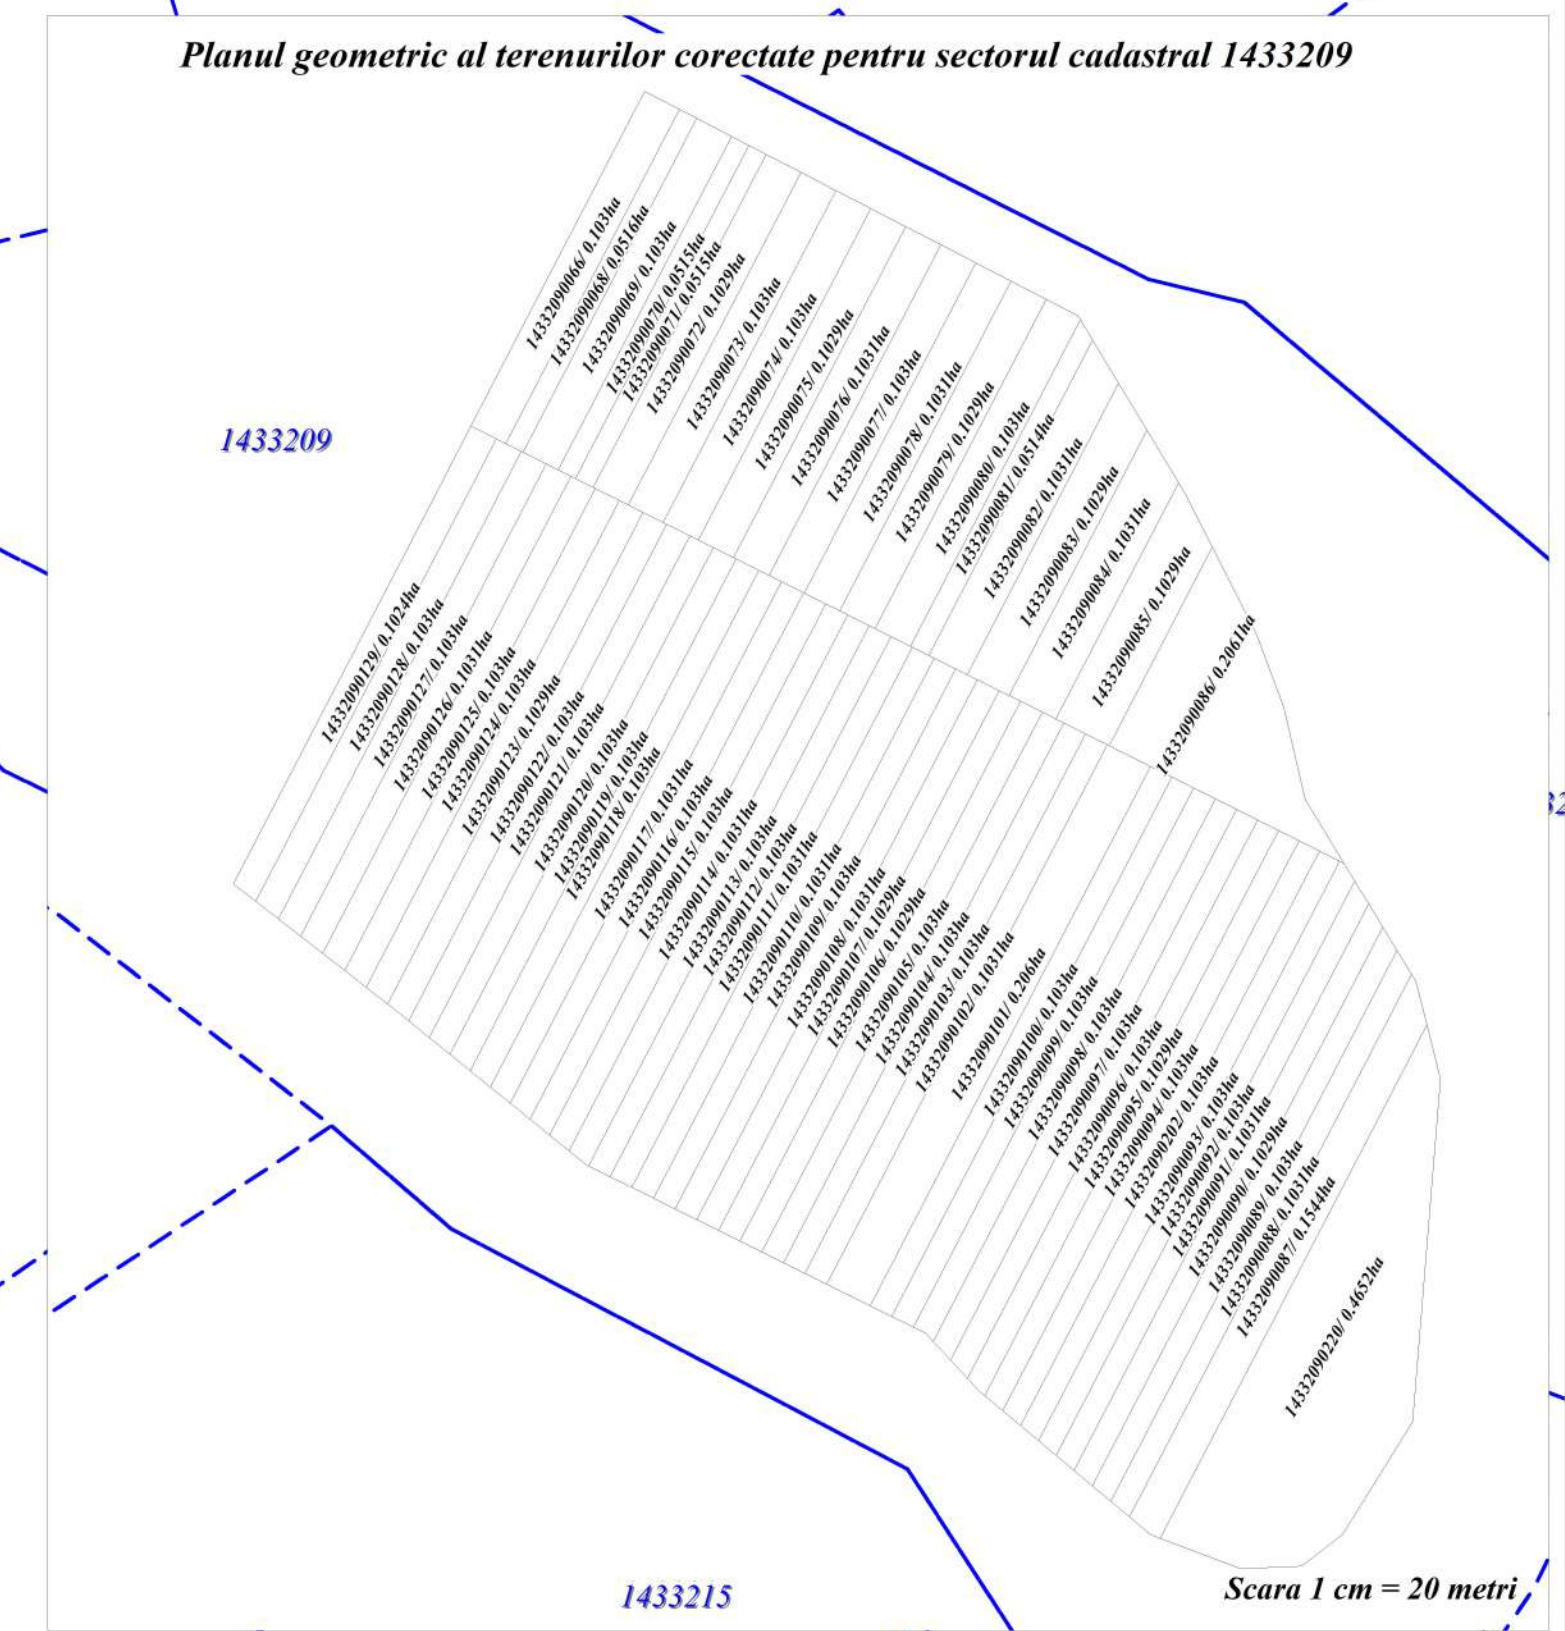 Planul geometric al terenurilor corectate pentru sectorul cadastral 1433209
14332090066/ 0.103ha
14332090068/ 0.0516ha
14332090069/ 0.103ha
14332090070/ 0.0515ha
14332090071/ 0.0515ha
14332090072/ 0.1029ha
14332090073/ 0.103ha
14332090074/ 0.103ha
14332090075/ 0.1029ha
14332090076/ 0.1031ha
14332090077/ 0.103ha
14332090078/ 0.1031ha
14332090079/ 0.1029ha
14332090080/ 0.103ha
14332090081/ 0.0514ha
14332090082/ 0.1031ha
14332090083/ 0.1029ha
14332090084/ 0.1031ha
14332090085/ 0.1029ha
14332090086/ 0.2061ha
1433209
14332090129/ 0.1024ha
14332090128/ 0.103ha
14332090127/ 0.103ha
14332090126/ 0.1031ha
14332090125/ 0.103ha
14332090124/ 0.103ha
14332090123/ 0.1029ha
14332090122/ 0.103ha
14332090121/ 0.103ha
14332090120/ 0.103ha
14332090119/ 0.103ha
14332090118/ 0.103ha
14332090117/ 0.1031ha
14332090116/ 0.103ha
14332090115/ 0.103ha
14332090114/ 0.1031ha
14332090113/ 0.103ha
14332090112/ 0.103ha
14332090111/ 0.1031ha
14332090110/ 0.1031ha
14332090109/ 0.103ha
14332090108/ 0.1031ha
14332090107/ 0.1029ha
14332090106/ 0.1029ha
14332090105/ 0.103ha
14332090104/ 0.103ha
14332090103/ 0.103ha
14332090102/ 0.1031ha
14332090101/ 0.206ha
14332090100/ 0.103ha
14332090099/ 0.103ha
14332090098/ 0.103ha
14332090097/ 0.103ha
14332090096/ 0.103ha
14332090095/ 0.1029ha
14332090094/ 0.103ha
14332090202/ 0.103ha
14332090093/ 0.103ha
14332090092/ 0.103ha
14332090091/ 0.1031ha
14332090090/ 0.1029ha
14332090089/ 0.103ha
14332090088/ 0.1031ha
14332090087/ 0.1544ha
14332090220/ 0.4652ha
1433215
Scara 1 cm = 20 metri